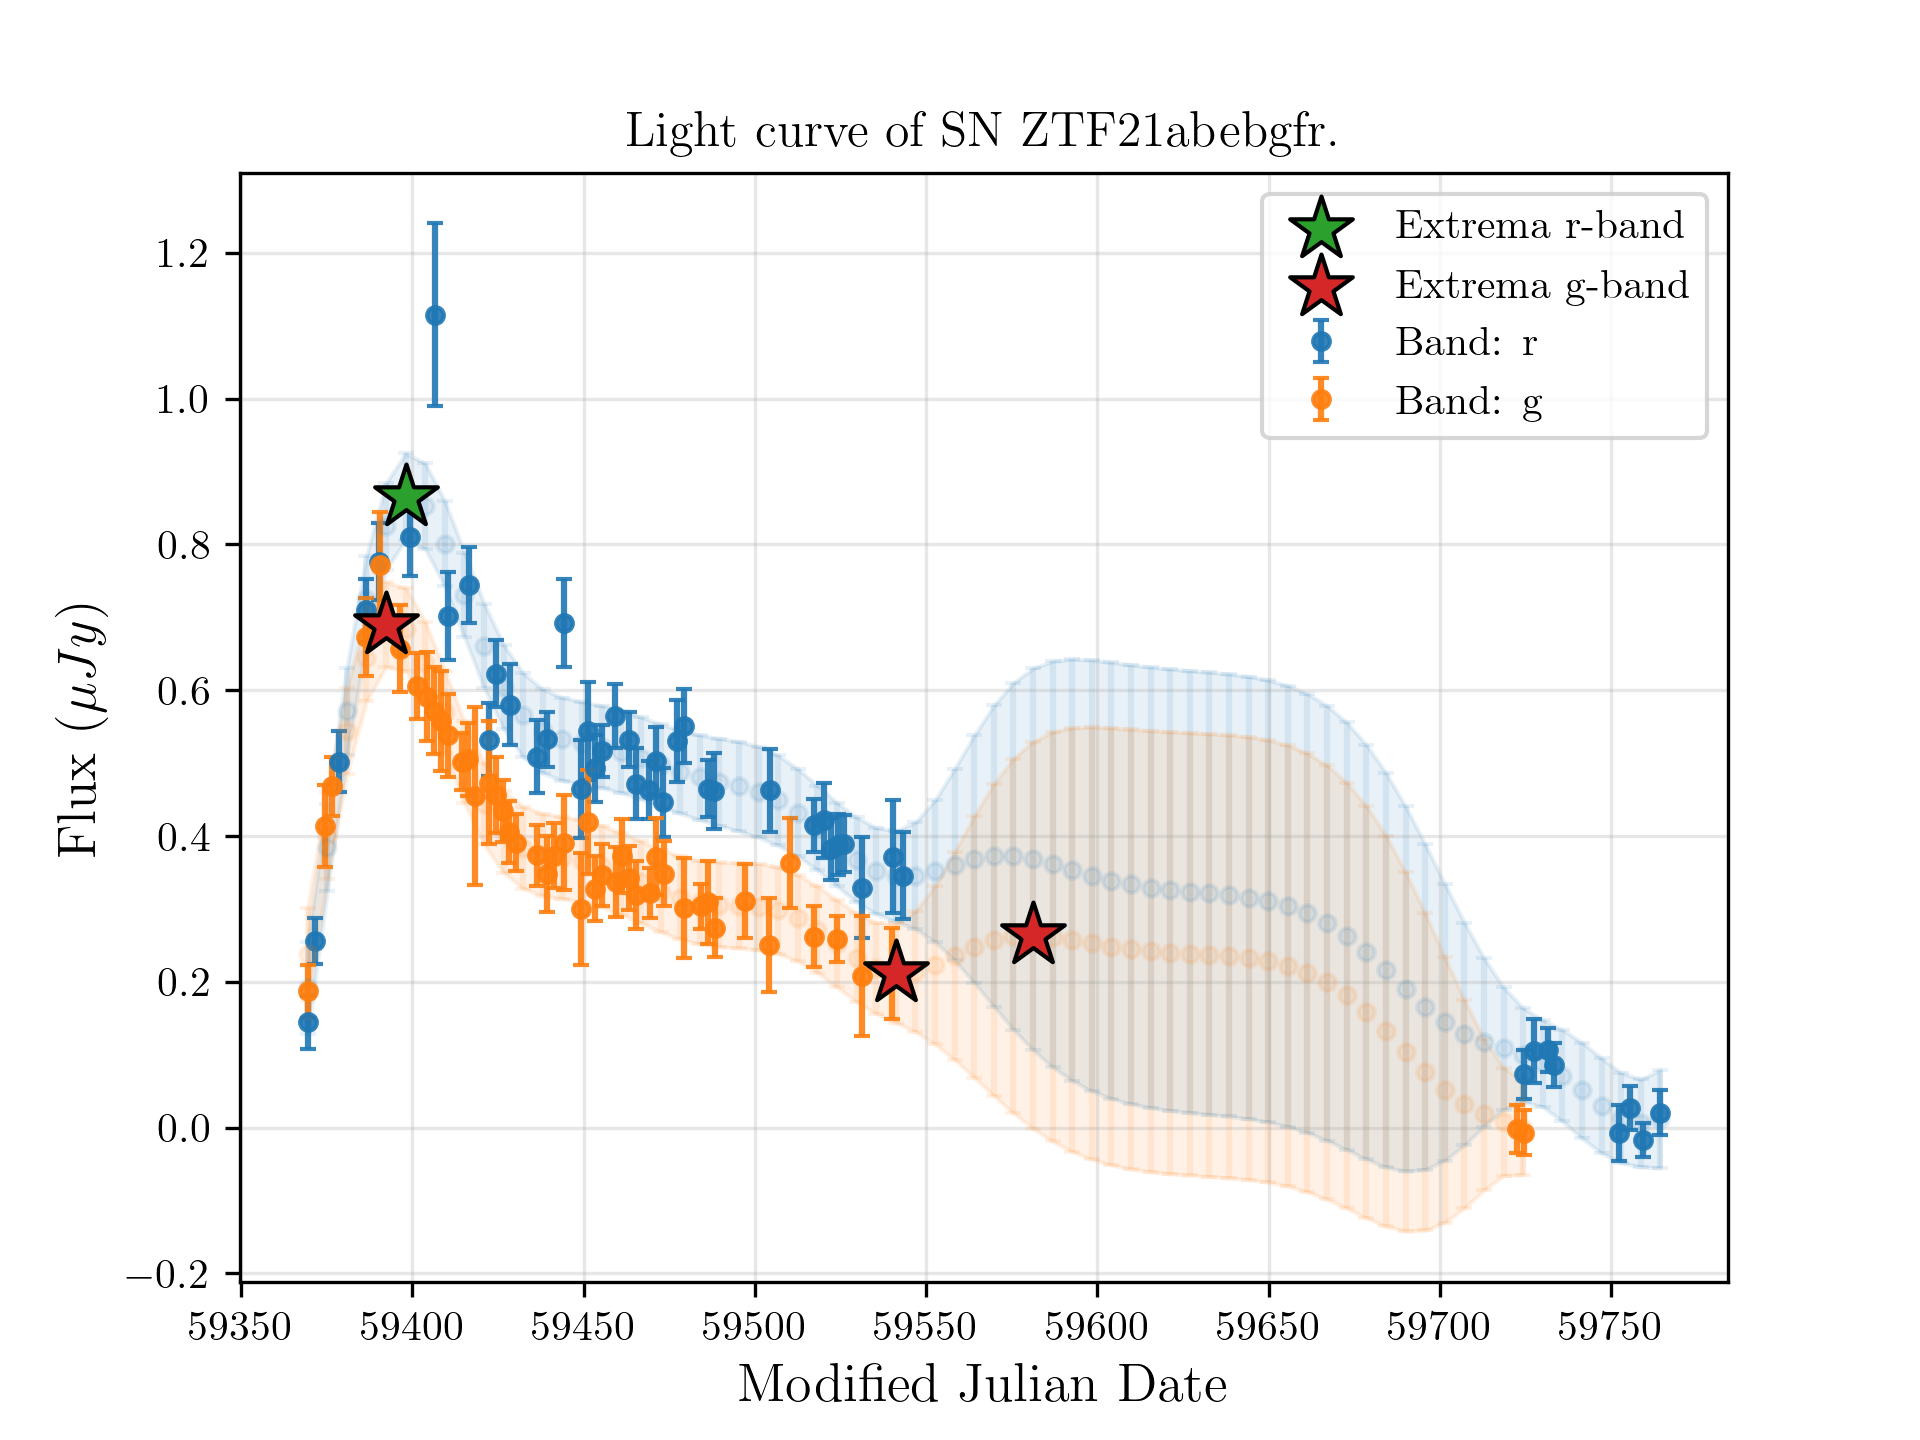 Light curve of SN ZTF21abebgfr.
Extrema r-band
Extrema g-band
Band: r
Band: g
Flux (μJy)
1.2
1.0
0.8
0.6
0.4
0.2
0.0
−0.2
59350 59400 59450 59500 59550 59600 59650 59700 59750
Modified Julian Date